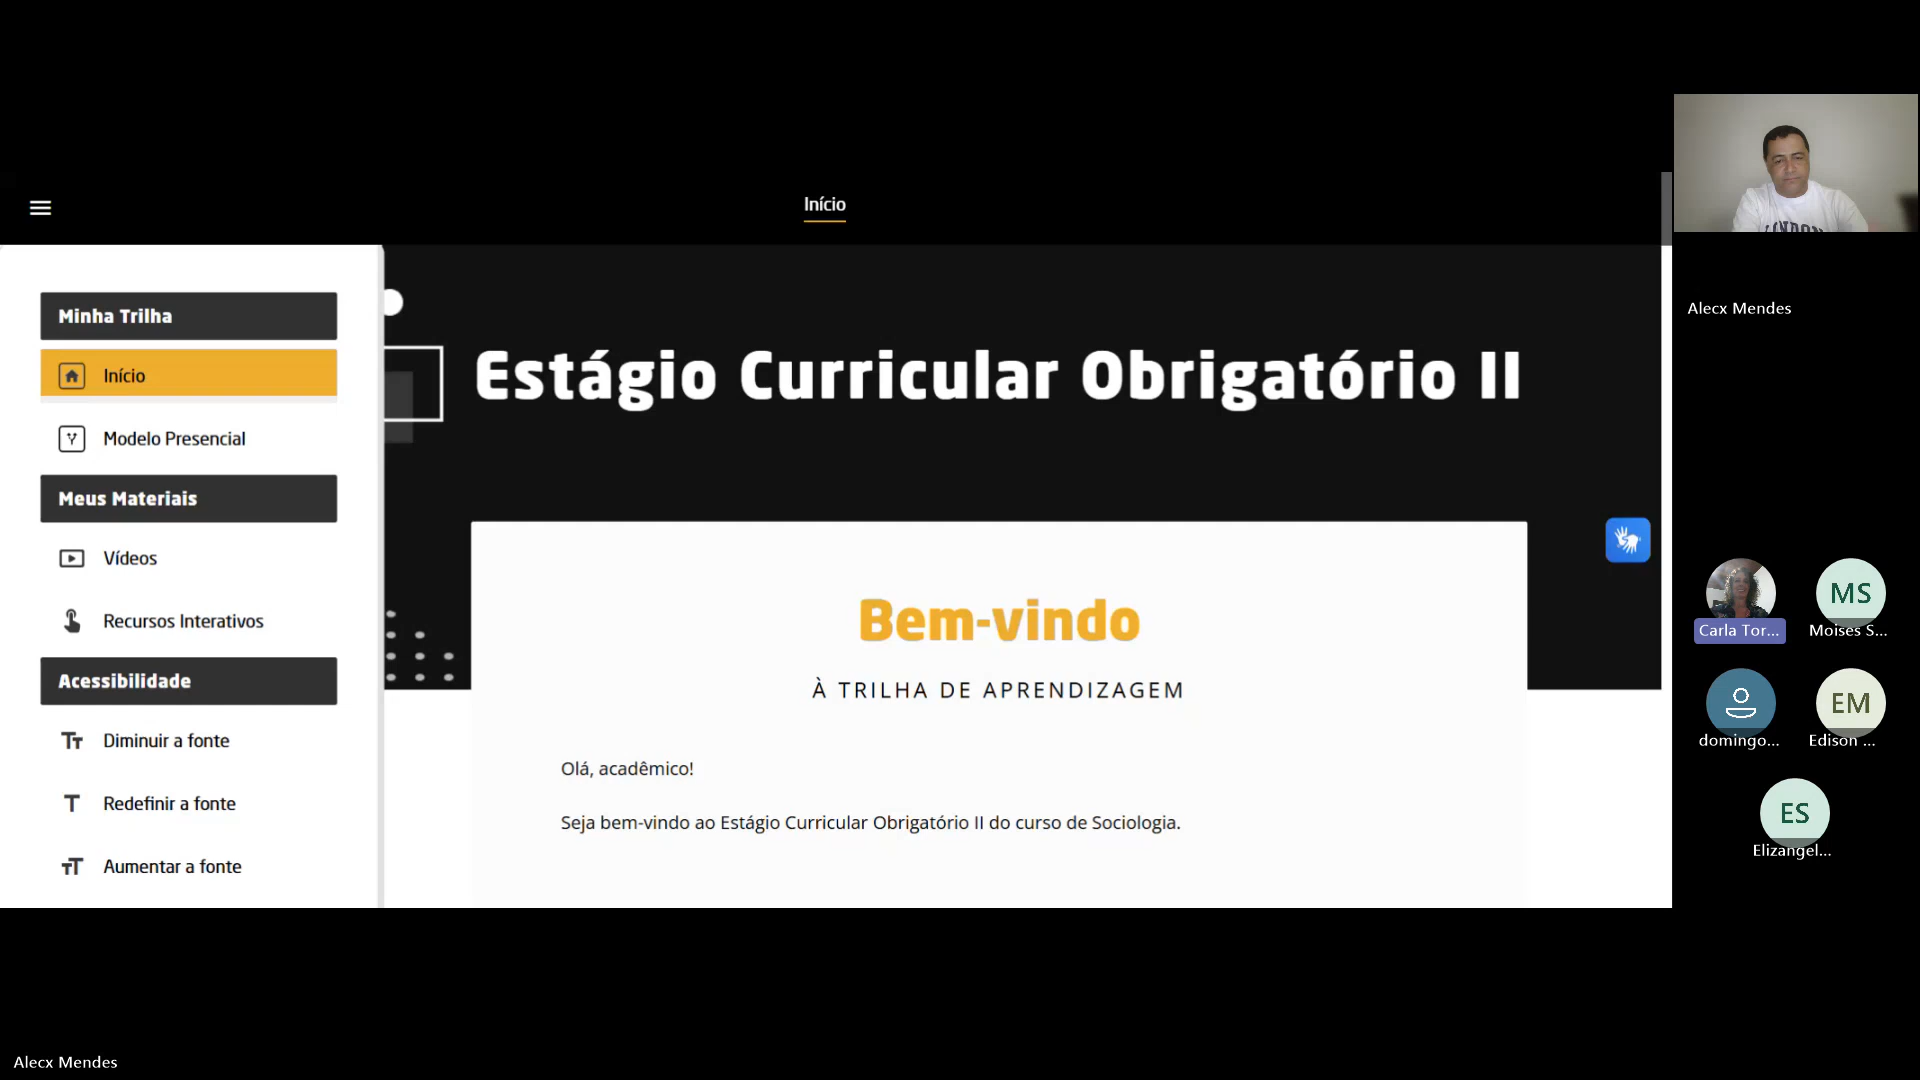 Início
Minha Trilha
Início
Modelo Presencial
Meus Materiais
Vídeos
Recursos Interativos
Acessibilidade
Diminuir a fonte
Redefinir a fonte
Aumentar a fonte
Estágio Curricular Obrigatório II
Bem-vindo
À TRILHA DE APRENDIZAGEM
Olá, acadêmico!
Seja bem-vindo ao Estágio Curricular Obrigatório II do curso de Sociologia.
LONDON
Alecx Mendes
Carla Tor...
MS
Moises S...
domingo...
EM
Edison ...
ES
Elizangel...
Alecx Mendes